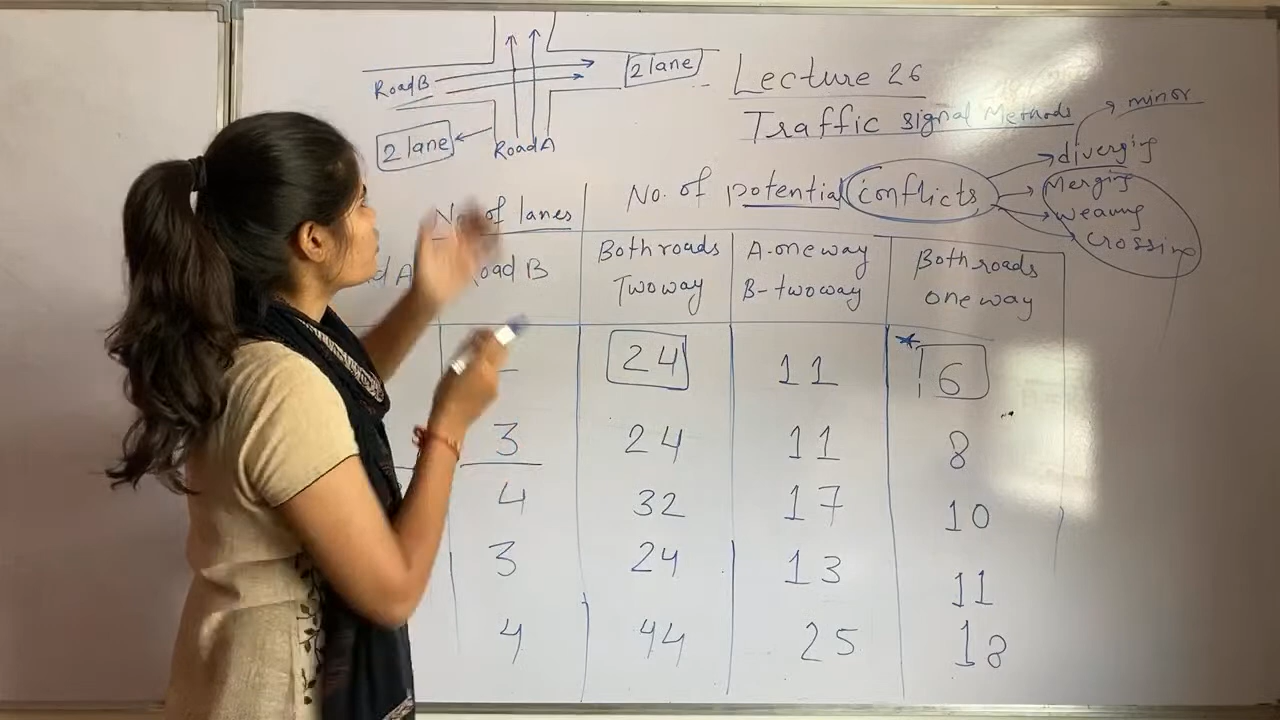 Road B
2 lane
2 lane
Road A
Lecture 26
Traffic signal Methods
minor
diverging
Merging
weaving
crossing
No. of lanes
No. of potential conflicts
Road B
Both roads
Two way
A-one way
B-two way
Both roads
one way
24 11 6
3 24 11 8
4 32 17 10
3 24 13 11
4 44 25 18